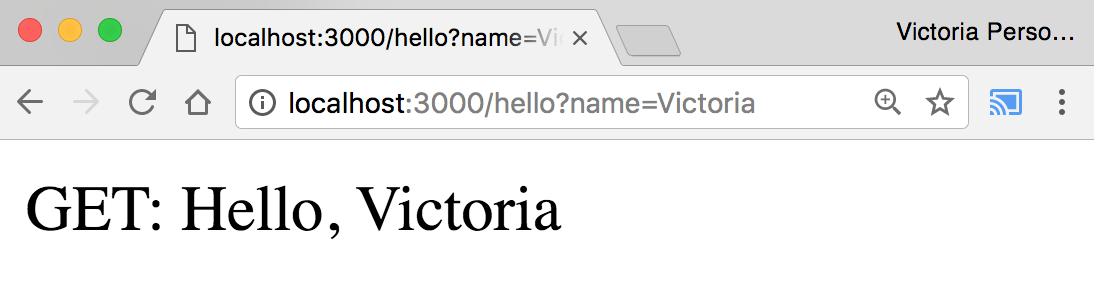 localhost:3000/hello?name=Vi
Victoria Perso...
localhost:3000/hello?name=Victoria
GET: Hello, Victoria